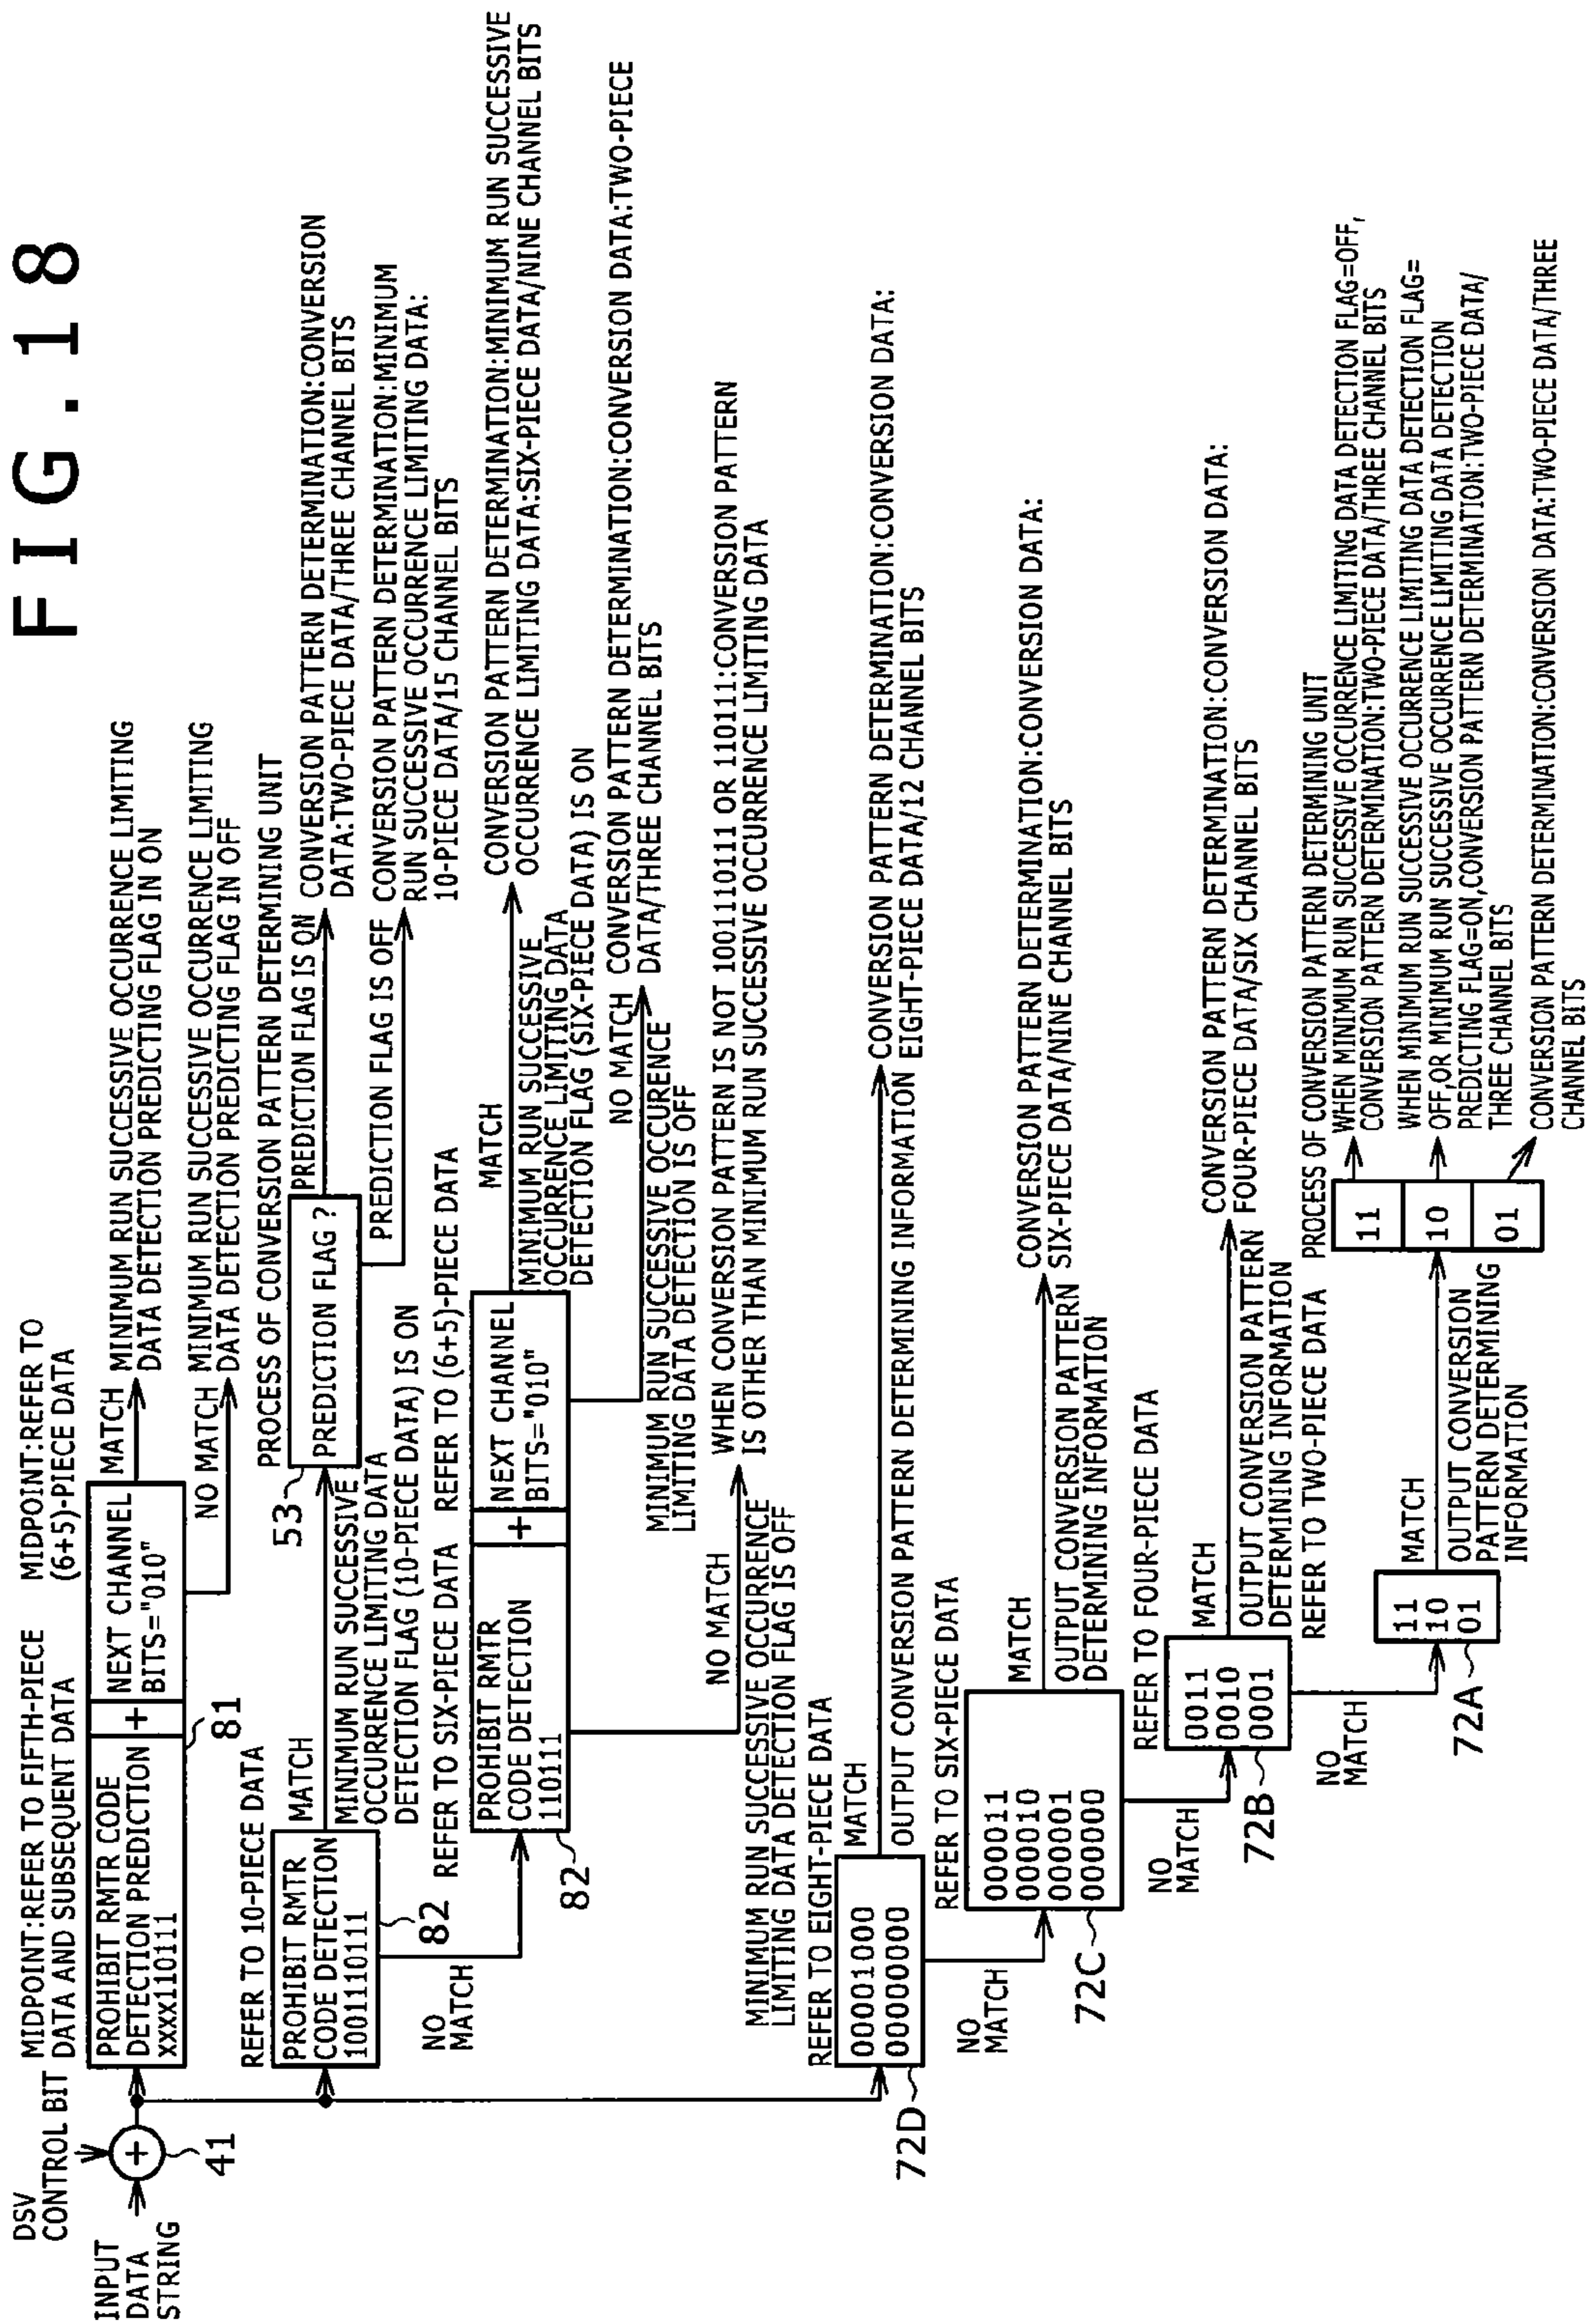 FIG.18
DSV
CONTROL BIT
INPUT
DATA
STRING
41
MIDPOINT:REFER TO FIFTH-PIECE
DATA AND SUBSEQUENT DATA
MIDPOINT:REFER TO
(6+5)-PIECE DATA
PROHIBIT RMTR CODE
DETECTION PREDICTION
xxxx110111
+
NEXT CHANNEL
BITS="010"
81
MATCH
MINIMUM RUN SUCCESSIVE OCCURRENCE LIMITING
DATA DETECTION PREDICTING FLAG IN ON
NO MATCH
MINIMUM RUN SUCCESSIVE OCCURRENCE LIMITING
DATA DETECTION PREDICTING FLAG IN OFF
REFER TO 10-PIECE DATA
PROHIBIT RMTR
CODE DETECTION
1001110111
82
MATCH
MINIMUM RUN SUCCESSIVE
OCCURRENCE LIMITING DATA
DETECTION FLAG (10-PIECE DATA) IS ON
PROCESS OF CONVERSION PATTERN DETERMINING UNIT
53
PREDICTION FLAG ?
PREDICTION FLAG IS ON
CONVERSION PATTERN DETERMINATION:CONVERSION
DATA:TWO-PIECE DATA/THREE CHANNEL BITS
PREDICTION FLAG IS OFF
CONVERSION PATTERN DETERMINATION:MINIMUM
RUN SUCCESSIVE OCCURRENCE LIMITING DATA:
10-PIECE DATA/15 CHANNEL BITS
NO
MATCH
REFER TO SIX-PIECE DATA
REFER TO (6+5)-PIECE DATA
PROHIBIT RMTR
CODE DETECTION
110111
+
NEXT CHANNEL
BITS="010"
82
MATCH
MINIMUM RUN SUCCESSIVE
OCCURRENCE LIMITING DATA
DETECTION FLAG (SIX-PIECE DATA) IS ON
CONVERSION PATTERN DETERMINATION:MINIMUM RUN SUCCESSIVE
OCCURRENCE LIMITING DATA:SIX-PIECE DATA/NINE CHANNEL BITS
NO MATCH
CONVERSION PATTERN DETERMINATION:CONVERSION DATA:TWO-PIECE
DATA/THREE CHANNEL BITS
MINIMUM RUN SUCCESSIVE OCCURENCE
LIMITING DATA DETECTION IS OFF
NO MATCH
WHEN CONVERSION PATTERN IS NOT 1001110111 OR 110111:CONVERSION PATTERN
IS OTHER THAN MINIMUM RUN SUCCESSIVE OCCURRENCE LIMITING DATA
MINIMUM RUN SUCCESSIVE OCCURRENCE
LIMITING DATA DETECTION FLAG IS OFF
REFER TO EIGHT-PIECE DATA
00001000
00000000
72D
MATCH
OUTPUT CONVERSION PATTERN DETERMINING INFORMATION
CONVERSION PATTERN DETERMINATION:CONVERSION DATA:
EIGHT-PIECE DATA/12 CHANNEL BITS
NO
MATCH
REFER TO SIX-PIECE DATA
000011
000010
000001
000000
72C
MATCH
OUTPUT CONVERSION PATTERN
DETERMINING INFORMATION
CONVERSION PATTERN DETERMINATION:CONVERSION DATA:
SIX-PIECE DATA/NINE CHANNEL BITS
NO
MATCH
REFER TO FOUR-PIECE DATA
0011
0010
0001
72B
MATCH
OUTPUT CONVERSION PATTERN
DETERMINING INFORMATION
CONVERSION PATTERN DETERMINATION:CONVERSION DATA:
FOUR-PIECE DATA/SIX CHANNEL BITS
NO
MATCH
REFER TO TWO-PIECE DATA
11
10
01
72A
MATCH
OUTPUT CONVERSION
PATTERN DETERMINING
INFORMATION
PROCESS OF CONVERSION PATTERN DETERMINING UNIT
11
10
01
WHEN MINIMUM RUN SUCCESSIVE OCCURRENCE LIMITING DATA DETECTION FLAG=OFF,
CONVERSION PATTERN DETERMINATION:TWO-PIECE DATA/THREE CHANNEL BITS
WHEN MINIMUM RUN SUCCESSIVE OCCURRENCE LIMITING DATA DETECTION FLAG=
OFF,OR MINIMUM RUN SUCCESSIVE OCCURRENCE LIMITING DATA DETECTION
PREDICTING FLAG=ON,CONVERSION PATTERN DETERMINATION:TWO-PIECE DATA/
THREE CHANNEL BITS
CONVERSION PATTERN DETERMINATION:CONVERSION DATA:TWO-PIECE DATA/THREE
CHANNEL BITS